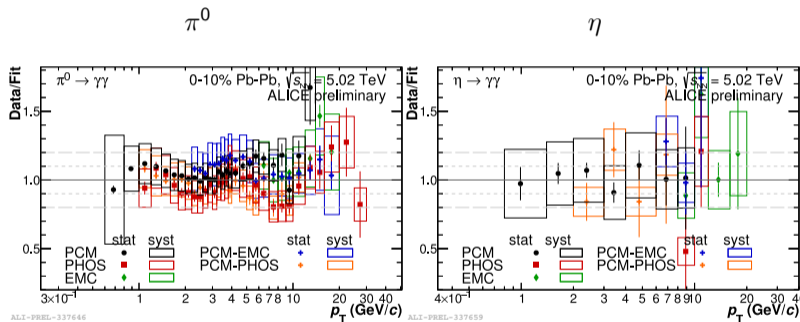 π⁰
η
Data/Fit
π⁰ → γγ
0-10% Pb-Pb, √s = 5.02 TeV
ALICE preliminary
1.5
1.0
0.5
stat syst stat syst
PCM
PHOS
EMC
PCM-EMC
PCM-PHOS
3×10⁻¹ 1 2 3 4 5 6 7 8 10 20 30 40
p_T (GeV/c)
ALI-PREL-337646
Data/Fit
η → γγ
0-10% Pb-Pb, √s = 5.02 TeV
ALICE preliminary
1.5
1.0
0.5
stat syst stat syst
PCM
PHOS
EMC
PCM-EMC
PCM-PHOS
4×10⁻¹ 1 2 3 4 5 6 7 8 9 10 20 30
p_T (GeV/c)
ALI-PREL-337659